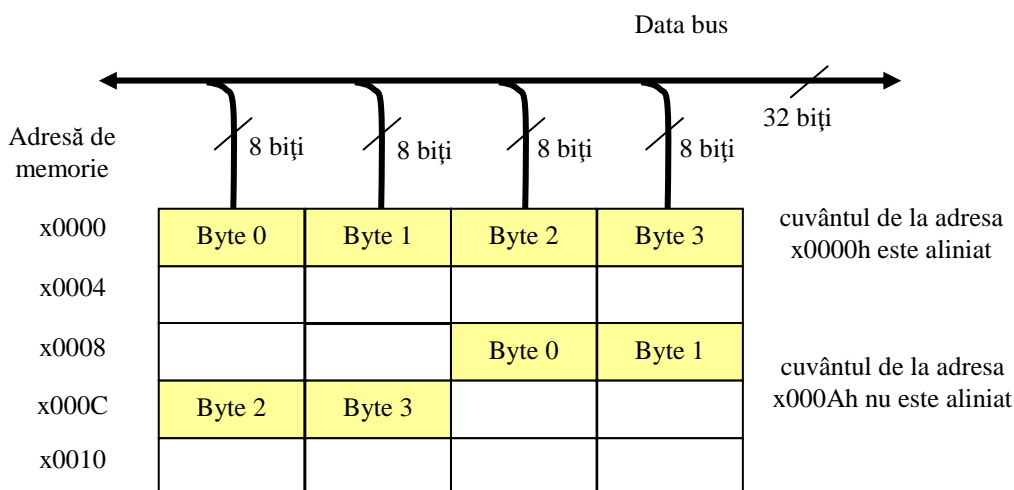 Data bus
32 biţi
8 biţi 8 biţi 8 biţi 8 biţi
Adresă de
memorie
x0000 Byte 0 Byte 1 Byte 2 Byte 3
cuvântul de la adresa
x0000h este aliniat
x0004
x0008 Byte 0 Byte 1
cuvântul de la adresa
x000Ah nu este aliniat
x000C Byte 2 Byte 3
x0010